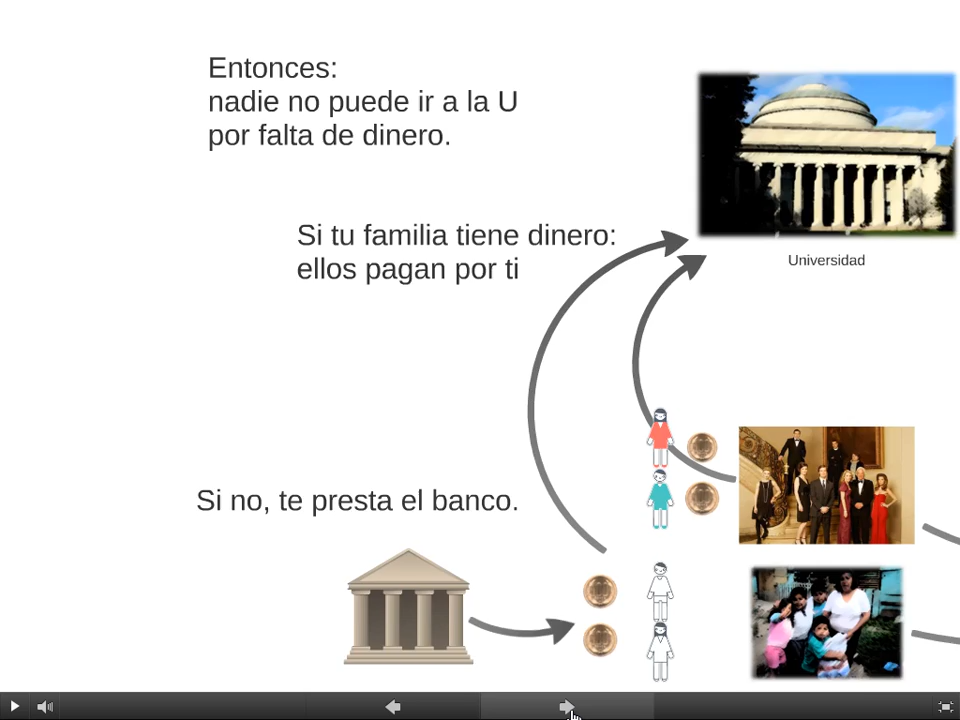 Entonces:
nadie no puede ir a la U
por falta de dinero.
Si tu familia tiene dinero:
ellos pagan por ti
Universidad
Si no, te presta el banco.